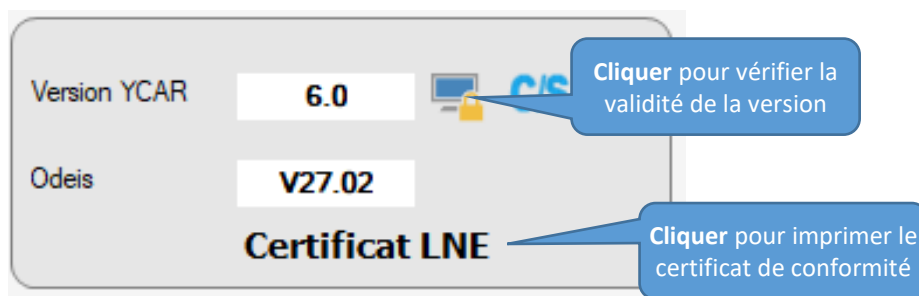 Version YCAR
6.0
C/S
Cliquer pour vérifier la
validité de la version
Odeis
V27.02
Certificat LNE
Cliquer pour imprimer le
certificat de conformité